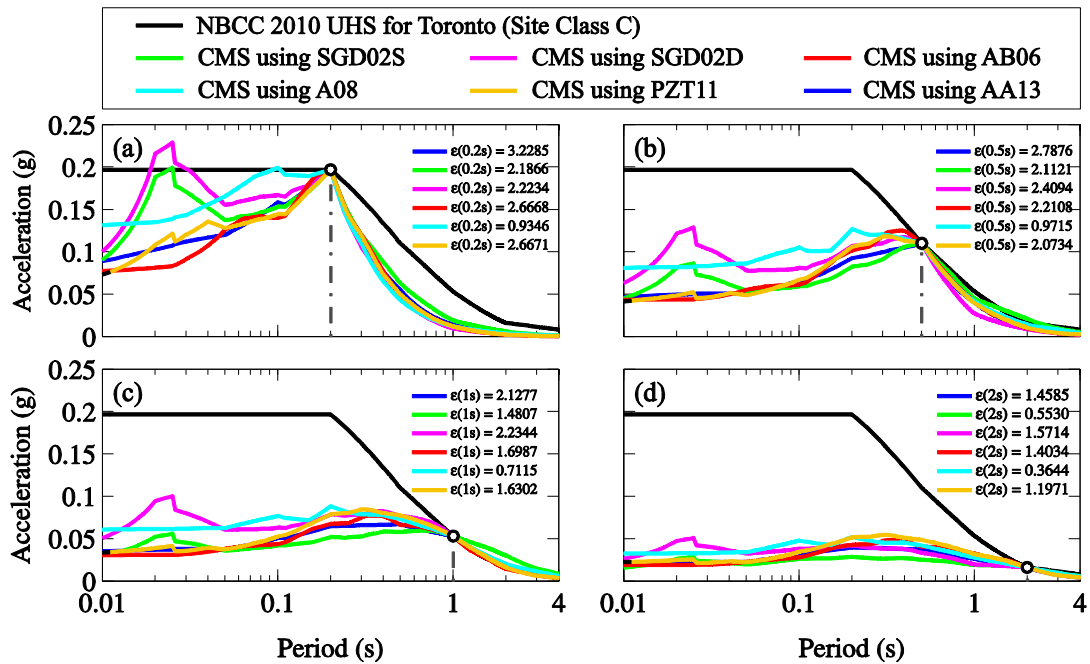 NBCC 2010 UHS for Toronto (Site Class C)
CMS using SGD02S CMS using SGD02D CMS using AB06
CMS using A08 CMS using PZT11 CMS using AA13
0.25
0.2
0.15
0.1
0.05
0
Acceleration (g)
(a)
ε(0.2s) = 3.2285
ε(0.2s) = 2.1866
ε(0.2s) = 2.2234
ε(0.2s) = 2.6668
ε(0.2s) = 0.9346
ε(0.2s) = 2.6671
(b)
ε(0.5s) = 2.7876
ε(0.5s) = 2.1121
ε(0.5s) = 2.4094
ε(0.5s) = 2.2108
ε(0.5s) = 0.9715
ε(0.5s) = 2.0734
0.25
0.2
0.15
0.1
0.05
0
Acceleration (g)
(c)
ε(1s) = 2.1277
ε(1s) = 1.4807
ε(1s) = 2.2344
ε(1s) = 1.6987
ε(1s) = 0.7115
ε(1s) = 1.6302
0.01 0.1 1 4
Period (s)
(d)
ε(2s) = 1.4585
ε(2s) = 0.5530
ε(2s) = 1.5714
ε(2s) = 1.4034
ε(2s) = 0.3644
ε(2s) = 1.1971
0.01 0.1 1 4
Period (s)